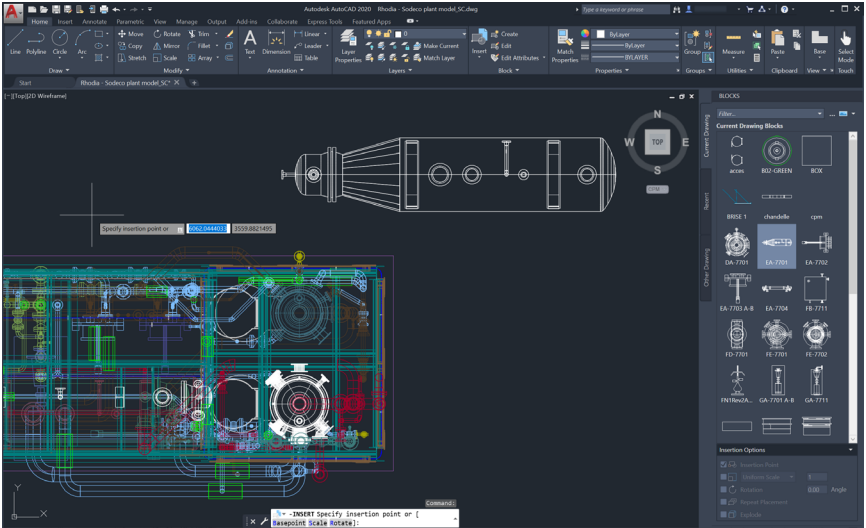 Autodesk AutoCAD 2020   Rhodia - Sodeco plant model_SC.dwg
Type a keyword or phrase
Home Insert Annotate Parametric View Manage Output Add-ins Collaborate Express Tools Featured Apps
Line Polyline Circle Arc
Move Rotate Trim
Copy Mirror Fillet
Stretch Scale Array
Text Dimension
Linear
Leader
Table
Layer Properties
0
Make Current
Match Layer
Insert
Create
Edit
Edit Attributes
Match Properties
ByLayer
ByLayer
BYLAYER
Group
Measure
Paste
Base
Select Mode
Draw Modify Annotation Layers Block Properties Groups Utilities Clipboard View Touch
Start Rhodia - Sodeco plant model_SC*
[−][Top][2D Wireframe]
N
W TOP E
S
Specify insertion point or 6062.0444033 3559.8821495
Y
X
Command:
-INSERT Specify insertion point or [
Basepoint Scale Rotate]:
BLOCKS
Filter...
Current Drawing Blocks
Current Drawing
Recent
Other Drawing
acces B02-GREEN BOX
BRISE 1 chandelle cpm
DA-7701 EA-7701 EA-7702
EA-7703 A-B EA-7704 FB-7711
FD-7701 FE-7701 FE-7702
FN1Rev2A... GA-7701 A-B GA-7711
Insertion Options
Insertion Point
Uniform Scale 1
Rotation 0.00 Angle
Repeat Placement
Explode